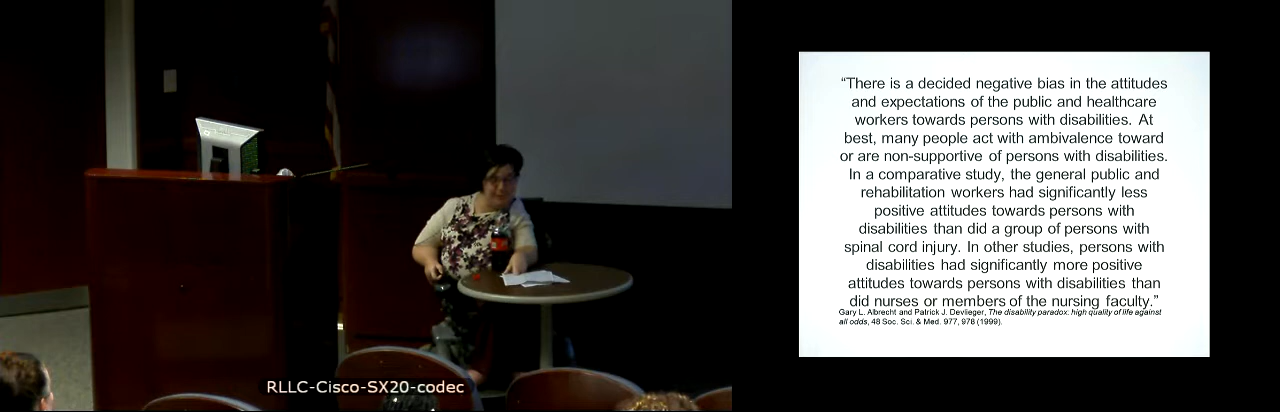 “There is a decided negative bias in the attitudes
and expectations of the public and healthcare
workers towards persons with disabilities. At
best, many people act with ambivalence toward
or are non-supportive of persons with disabilities.
In a comparative study, the general public and
rehabilitation workers had significantly less
positive attitudes towards persons with
disabilities than did a group of persons with
spinal cord injury. In other studies, persons with
disabilities had significantly more positive
attitudes towards persons with disabilities than
did nurses or members of the nursing faculty.”
Gary L. Albrecht and Patrick J. Devlieger, The disability paradox: high quality of life against
all odds, 48 Soc. Sci. & Med. 977, 978 (1999).
RLLC-Cisco-SX20-codec